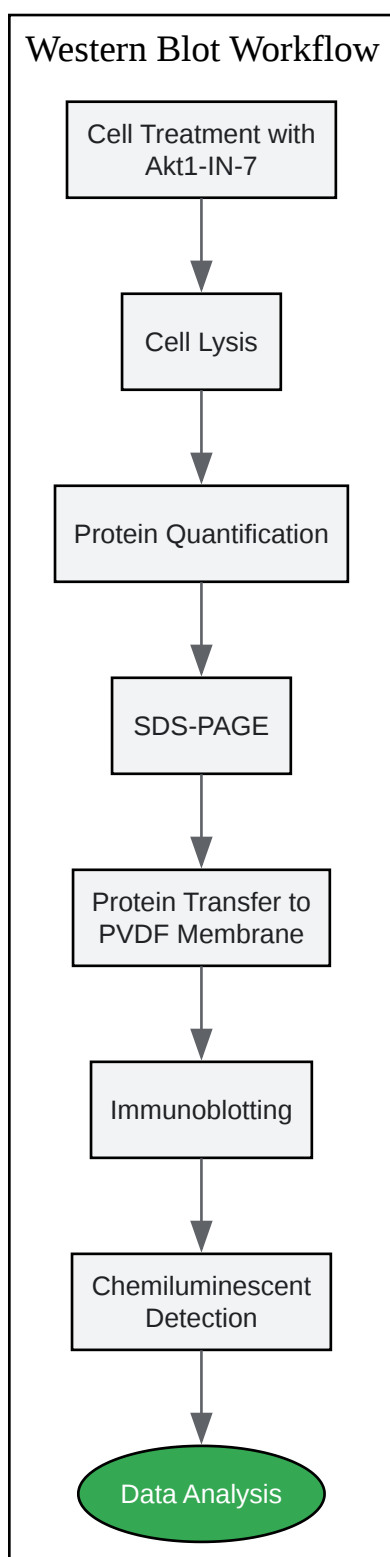 Western Blot Workflow
Cell Treatment with
Akt1-IN-7
Cell Lysis
Protein Quantification
SDS-PAGE
Protein Transfer to
PVDF Membrane
Immunoblotting
Chemiluminescent
Detection
Data Analysis